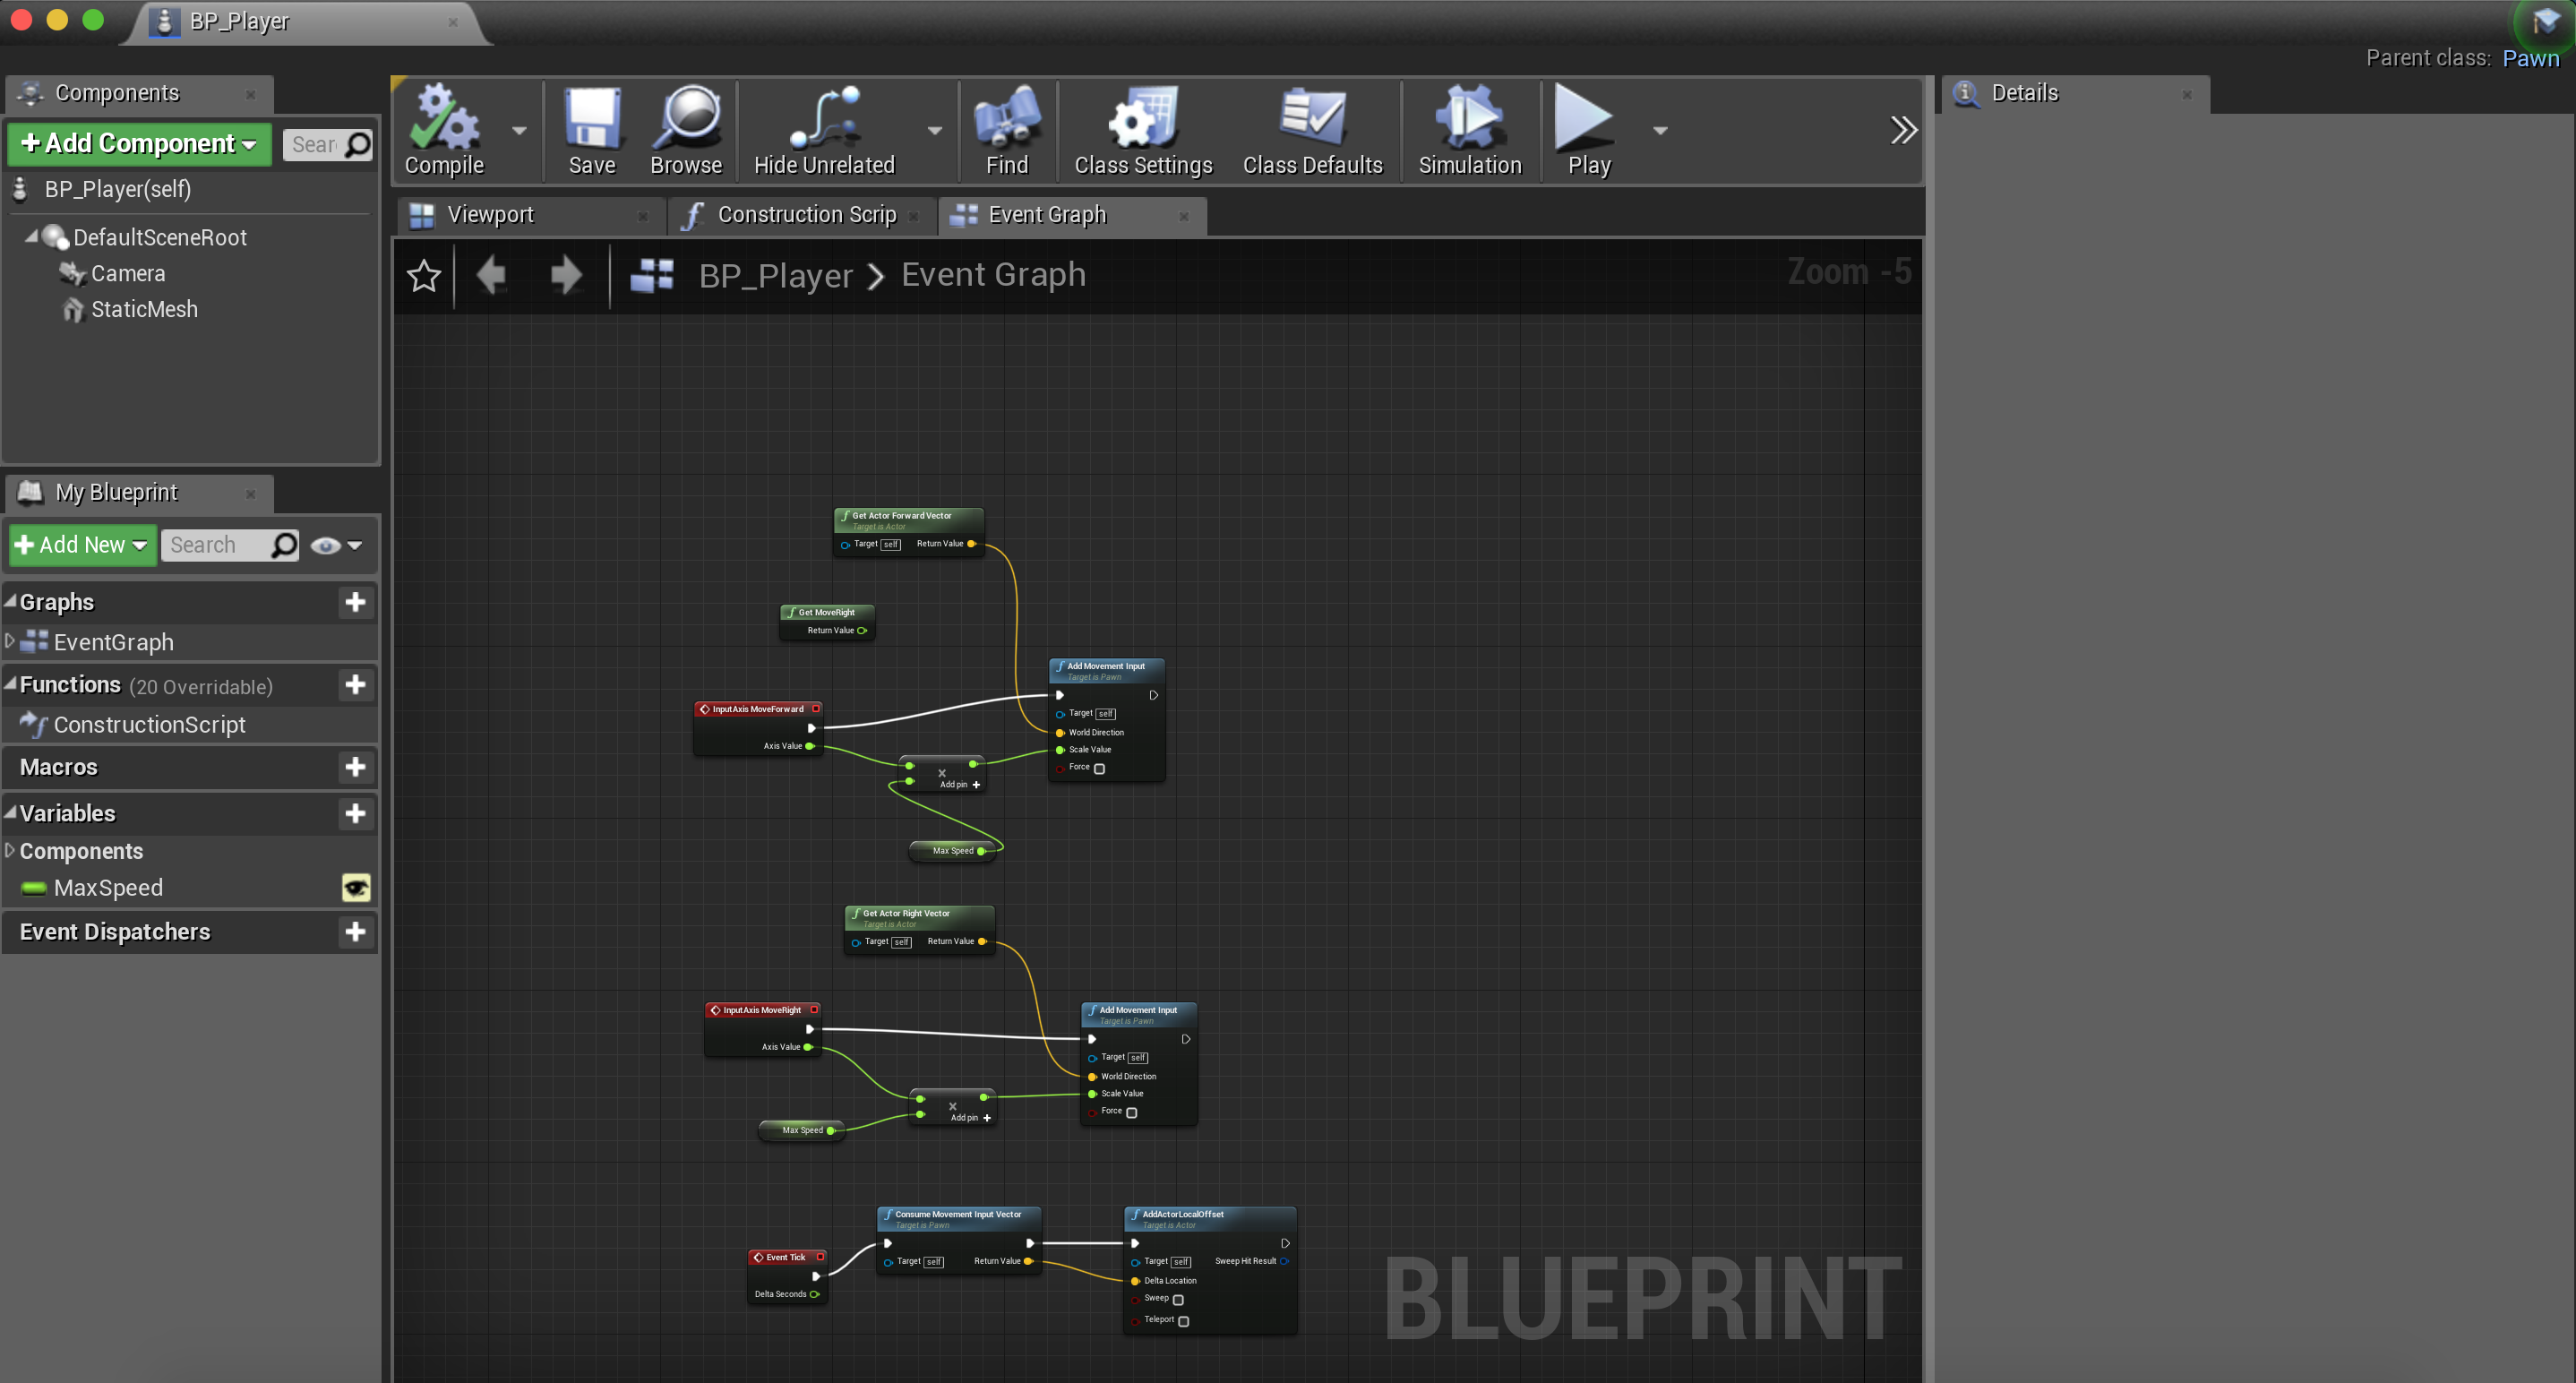 BP_Player
Parent class: Pawn
Components
Add Component
Sear
BP_Player(self)
DefaultSceneRoot
Camera
StaticMesh
My Blueprint
Add New
Search
Graphs
EventGraph
Functions (20 Overridable)
ConstructionScript
Macros
Variables
Components
MaxSpeed
Event Dispatchers
Compile
Save
Browse
Hide Unrelated
Find
Class Settings
Class Defaults
Simulation
Play
Viewport
Construction Scrip
Event Graph
BP_Player > Event Graph
Zoom -5
Get Actor Forward Vector
Target is Actor
Target self Return Value
Get MoveRight
Return Value
InputAxis MoveForward
Axis Value
Add pin
Max Speed
Add Movement Input
Target is Pawn
Target self
World Direction
Scale Value
Force
Get Actor Right Vector
Target is Actor
Target self Return Value
InputAxis MoveRight
Axis Value
Max Speed
Add pin
Add Movement Input
Target is Pawn
Target self
World Direction
Scale Value
Force
Event Tick
Delta Seconds
Consume Movement Input Vector
Target is Pawn
Target self Return Value
AddActorLocalOffset
Target is Actor
Target self Sweep Hit Result
Delta Location
Sweep
Teleport
BLUEPRINT
Details